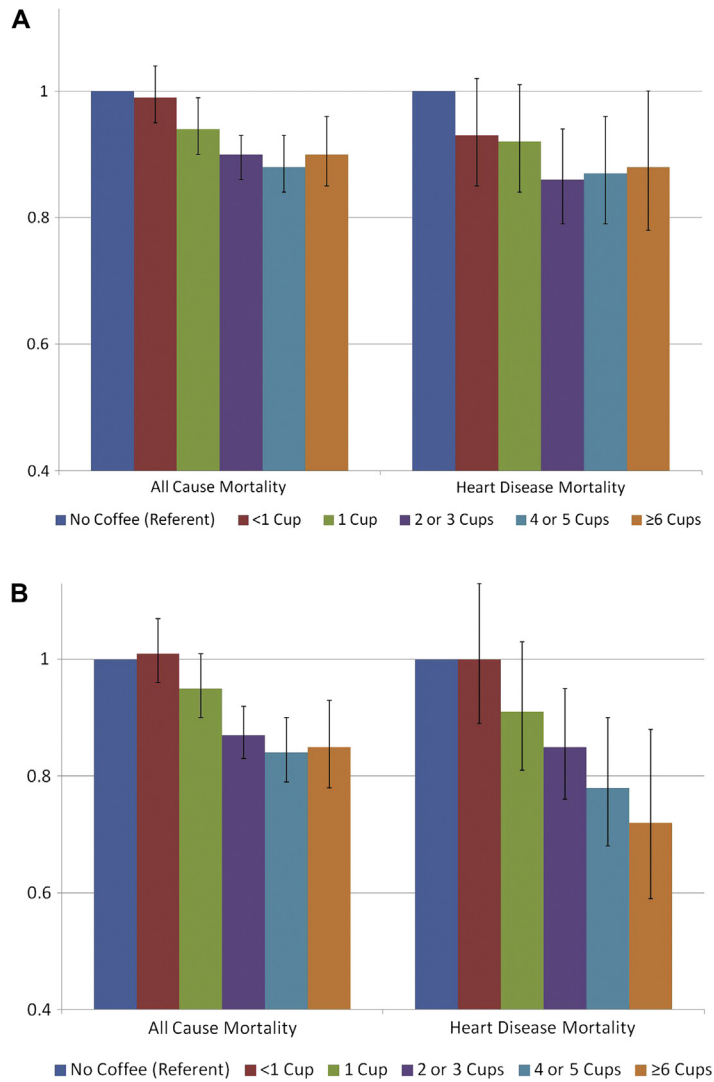 A
1
0.8
0.6
0.4
All Cause Mortality Heart Disease Mortality
No Coffee (Referent) <1 Cup 1 Cup 2 or 3 Cups 4 or 5 Cups ≥6 Cups
B
1
0.8
0.6
0.4
All Cause Mortality Heart Disease Mortality
No Coffee (Referent) <1 Cup 1 Cup 2 or 3 Cups 4 or 5 Cups ≥6 Cups